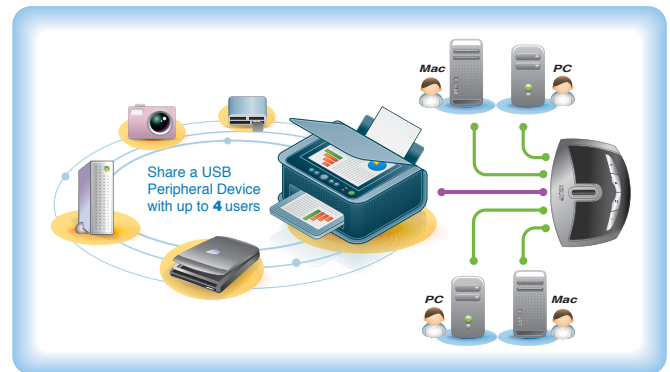 Mac
PC
Share a USB
Peripheral Device
with up to 4 users
PC
Mac